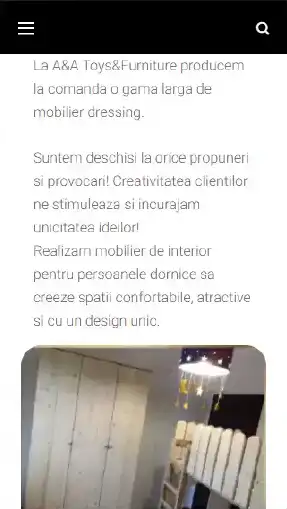 La A&A Toys&Furniture producem
la comanda o gama larga de
mobilier dressing.
Suntem deschisi la orice propuneri
si provocari! Creativitatea clientilor
ne stimuleaza si incurajam
unicitatea ideilor!
Realizam mobilier de interior
pentru persoanele dornice sa
creeze spatii confortabile, atractive
si cu un design unic.